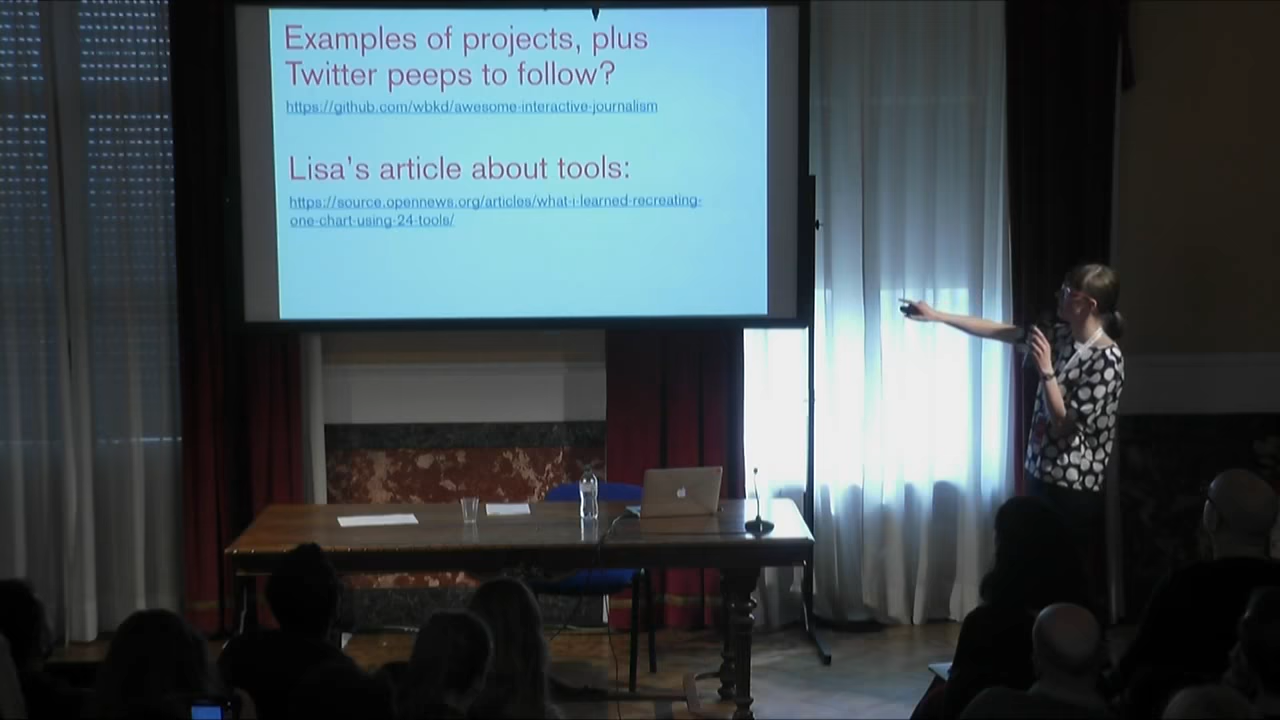 Examples of projects, plus
Twitter peeps to follow?
https://github.com/wbkd/awesome-interactive-journalism
Lisa's article about tools:
https://source.opennews.org/articles/what-i-learned-recreating-
one-chart-using-24-tools/